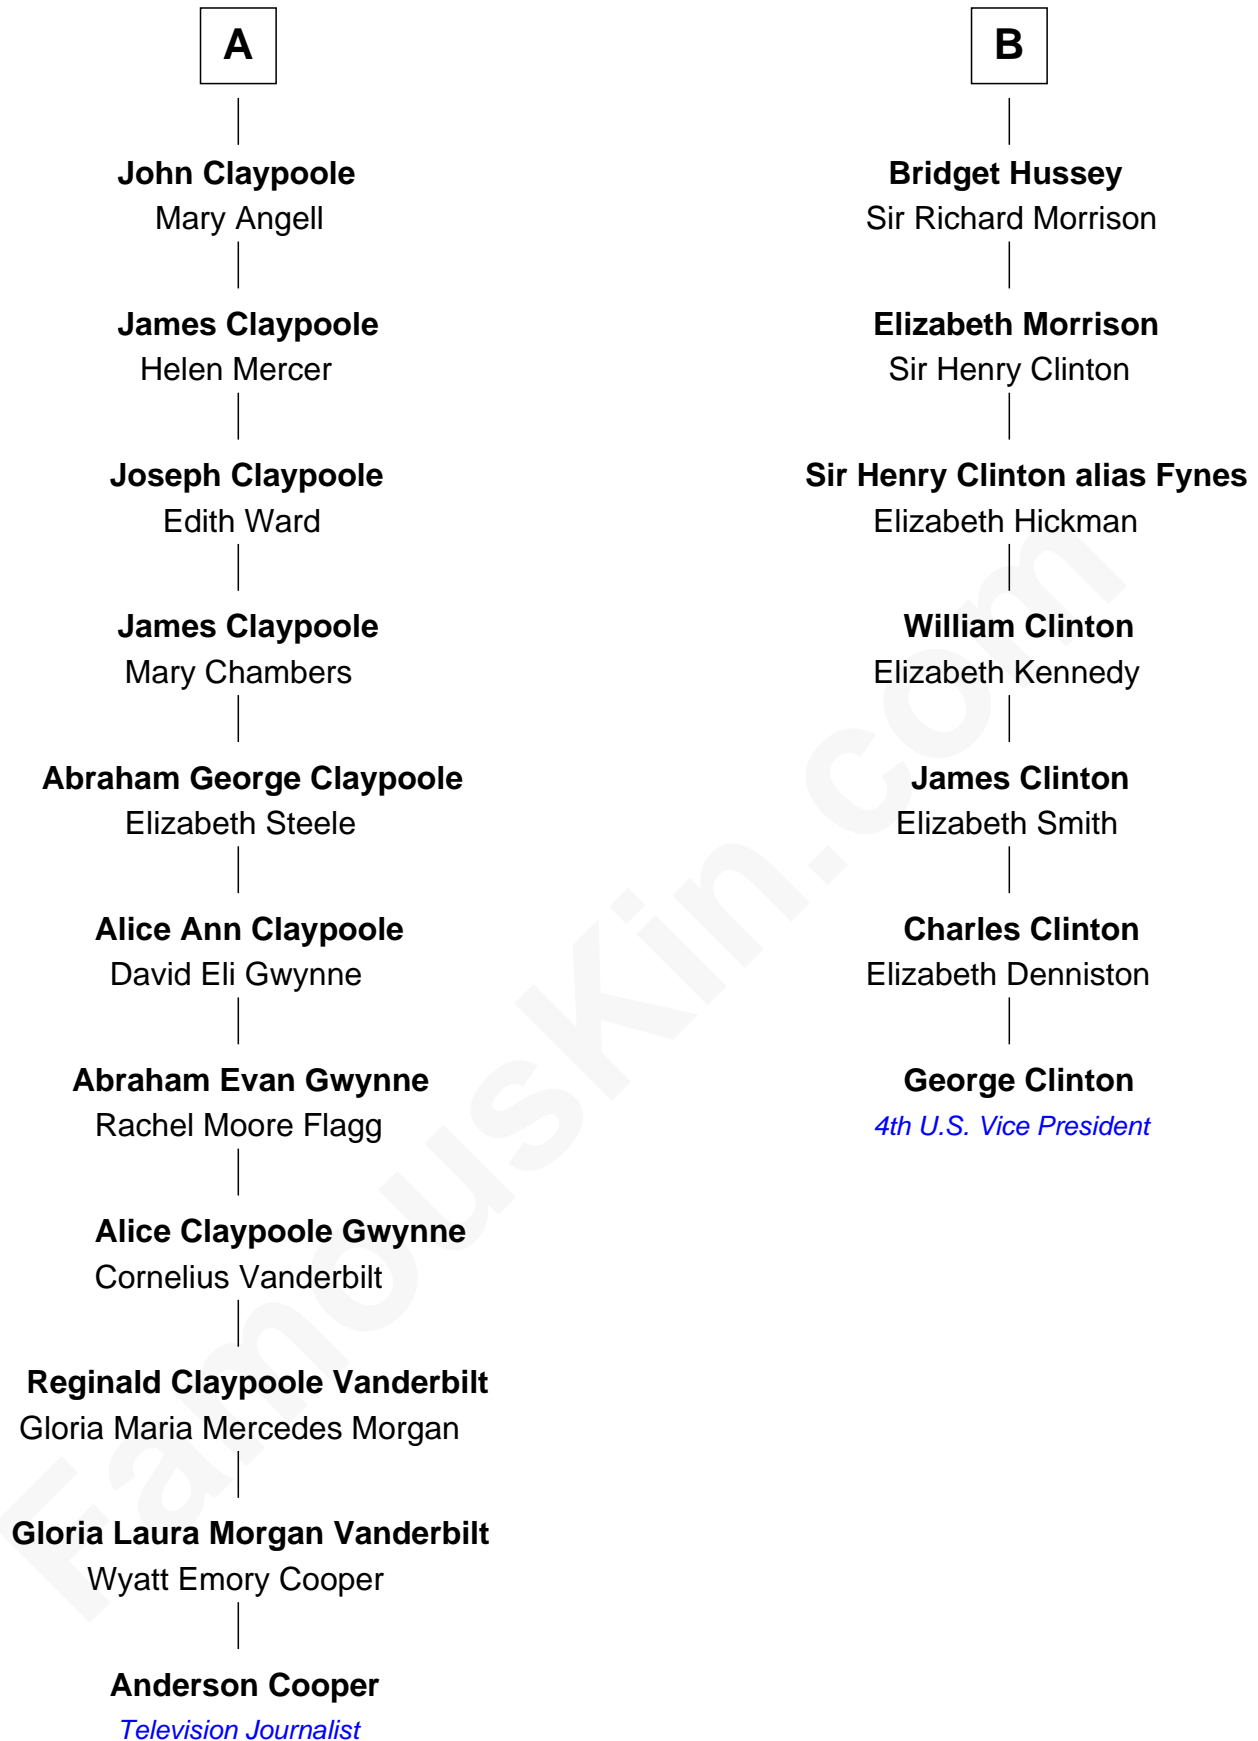 A
John Claypoole
Mary Angell
James Claypoole
Helen Mercer
Joseph Claypoole
Edith Ward
James Claypoole
Mary Chambers
Abraham George Claypoole
Elizabeth Steele
Alice Ann Claypoole
David Eli Gwynne
Abraham Evan Gwynne
Rachel Moore Flagg
Alice Claypoole Gwynne
Cornelius Vanderbilt
Reginald Claypoole Vanderbilt
Gloria Maria Mercedes Morgan
Gloria Laura Morgan Vanderbilt
Wyatt Emory Cooper
Anderson Cooper
Television Journalist
B
Bridget Hussey
Sir Richard Morrison
Elizabeth Morrison
Sir Henry Clinton
Sir Henry Clinton alias Fynes
Elizabeth Hickman
William Clinton
Elizabeth Kennedy
James Clinton
Elizabeth Smith
Charles Clinton
Elizabeth Denniston
George Clinton
4th U.S. Vice President
FamousKin.com